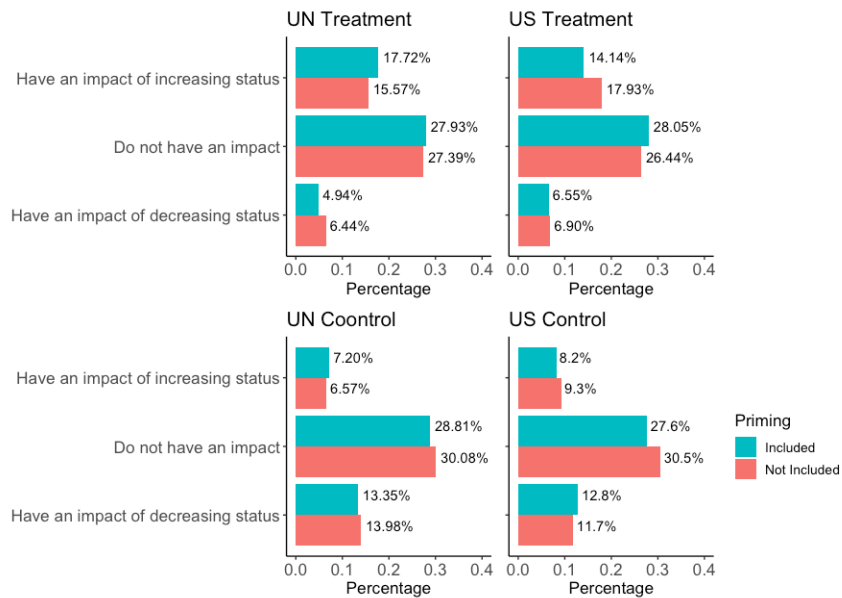 UN Treatment
US Treatment
Have an impact of increasing status
17.72%
15.57%
14.14%
17.93%
Do not have an impact
27.93%
27.39%
28.05%
26.44%
Have an impact of decreasing status
4.94%
6.44%
6.55%
6.90%
0.0 0.1 0.2 0.3 0.4
0.0 0.1 0.2 0.3 0.4
Percentage
Percentage
UN Coontrol
US Control
Have an impact of increasing status
7.20%
6.57%
8.2%
9.3%
Do not have an impact
28.81%
30.08%
27.6%
30.5%
Have an impact of decreasing status
13.35%
13.98%
12.8%
11.7%
0.0 0.1 0.2 0.3 0.4
0.0 0.1 0.2 0.3 0.4
Percentage
Percentage
Priming
Included
Not Included